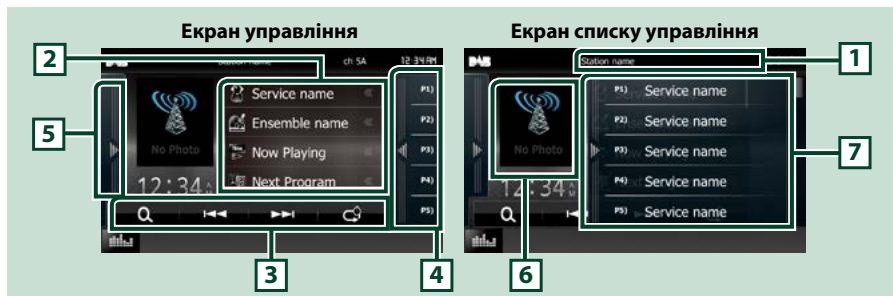 Екран управління
Екран списку управління
2
1
DAB
Station name
ch 5A
12:34 PM
DAB
Station name
Service name
Ensemble name
Now Playing
Next Program
P1)
P2)
P3)
P4)
P5)
No Photo
12:34
5
3
4
P1) Service name
P2) Service name
P3) Service name
P4) Service name
P5) Service name
No Photo
12:34
7
6